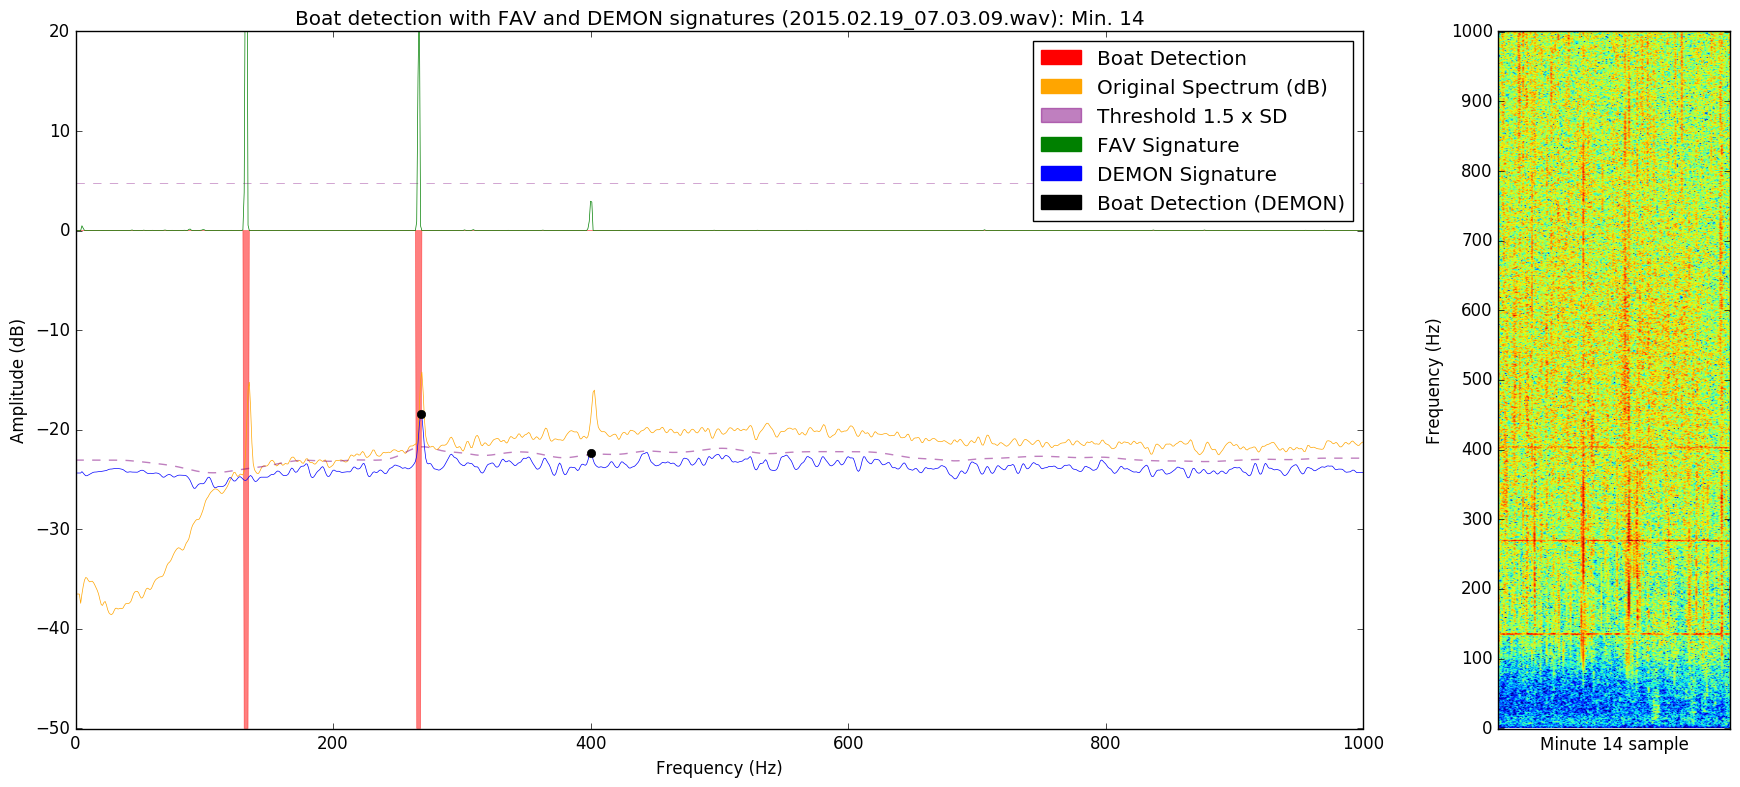 Boat detection with FAV and DEMON signatures (2015.02.19_07.03.09.wav): Min. 14
Boat Detection
Original Spectrum (dB)
Threshold 1.5 x SD
FAV Signature
DEMON Signature
Boat Detection (DEMON)
Amplitude (dB)
20
10
0
−10
−20
−30
−40
−50
0
200
400
600
800
1000
Frequency (Hz)
Frequency (Hz)
1000
900
800
700
600
500
400
300
200
100
0
Minute 14 sample